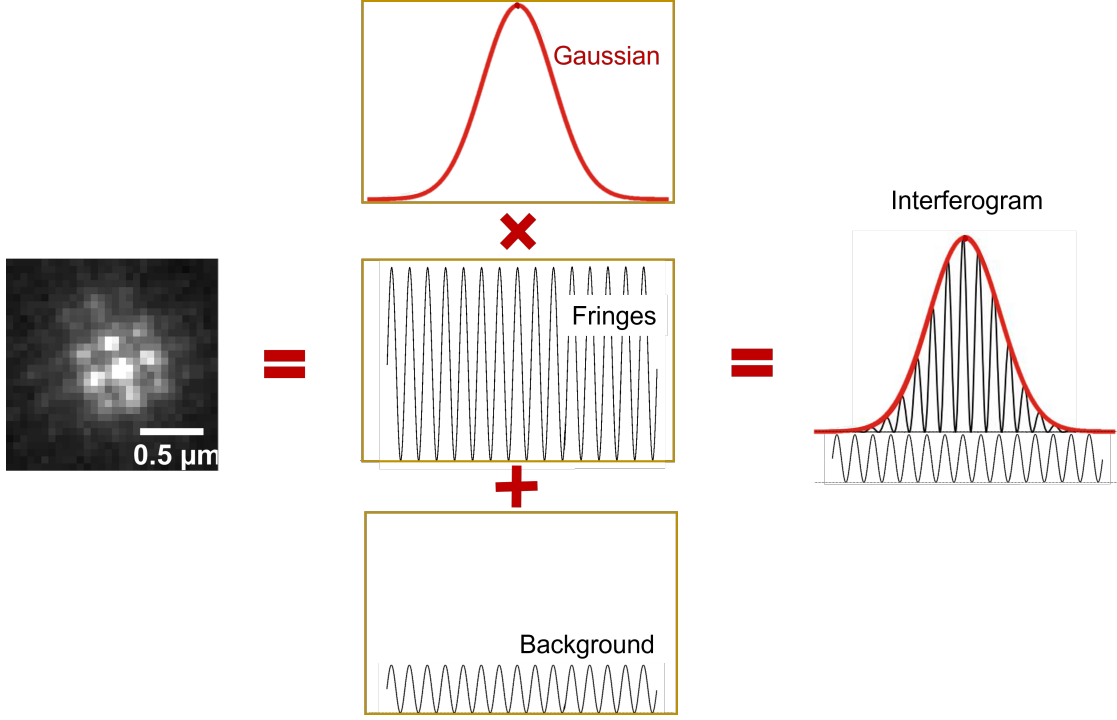 Gaussian
Interferogram
Fringes
0.5 μm
Background